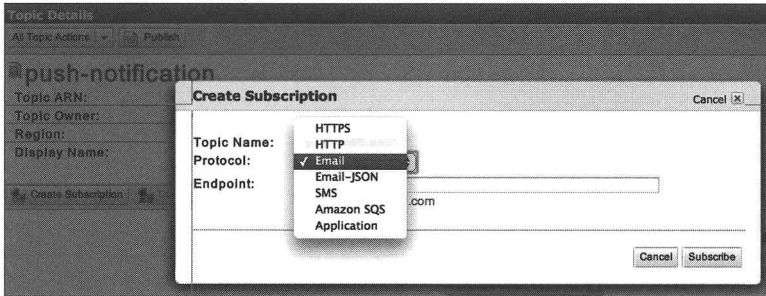 Topic Details
All Topic Actions
Publish
push-notification
Topic ARN:
Topic Owner:
Region:
Display Name:
Create Subscription
Create Subscription
Cancel
Topic Name:
Protocol:
Endpoint:
HTTPS
HTTP
✓ Email
Email-JSON
SMS
Amazon SQS
Application
.com
Cancel
Subscribe